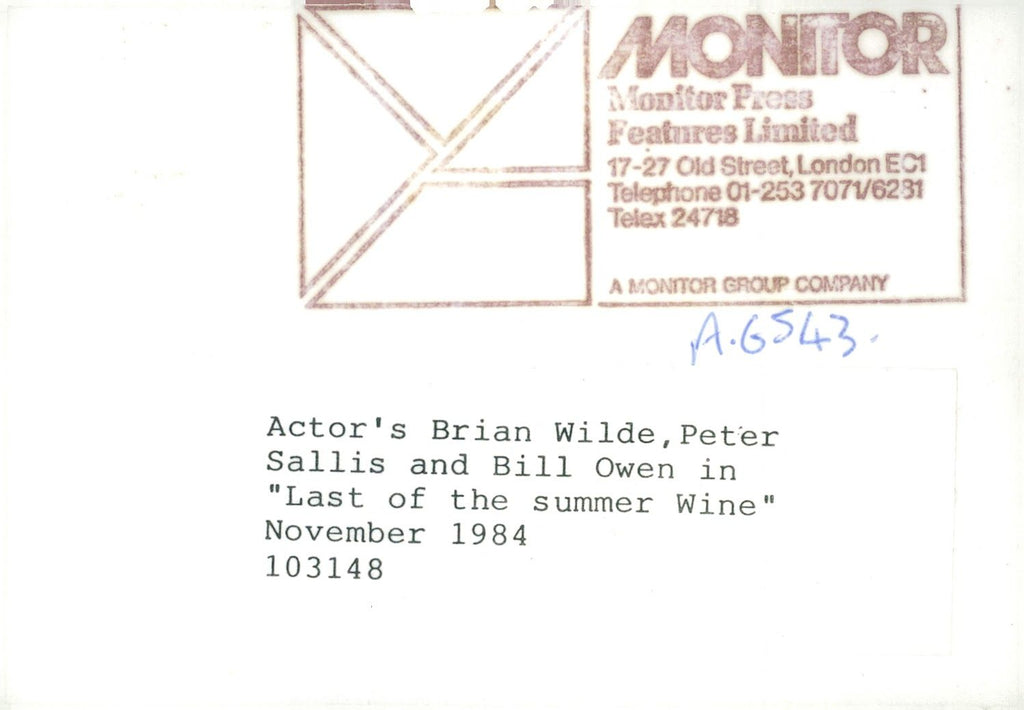 MONITOR
Monitor Press
Features Limited
17-27 Old Street, London EC1
Telephone 01-253 7071/6231
Telex 24718
A MONITOR GROUP COMPANY
A.6543.
Actor's Brian Wilde,Peter
Sallis and Bill Owen in
"Last of the summer Wine"
November 1984
103148